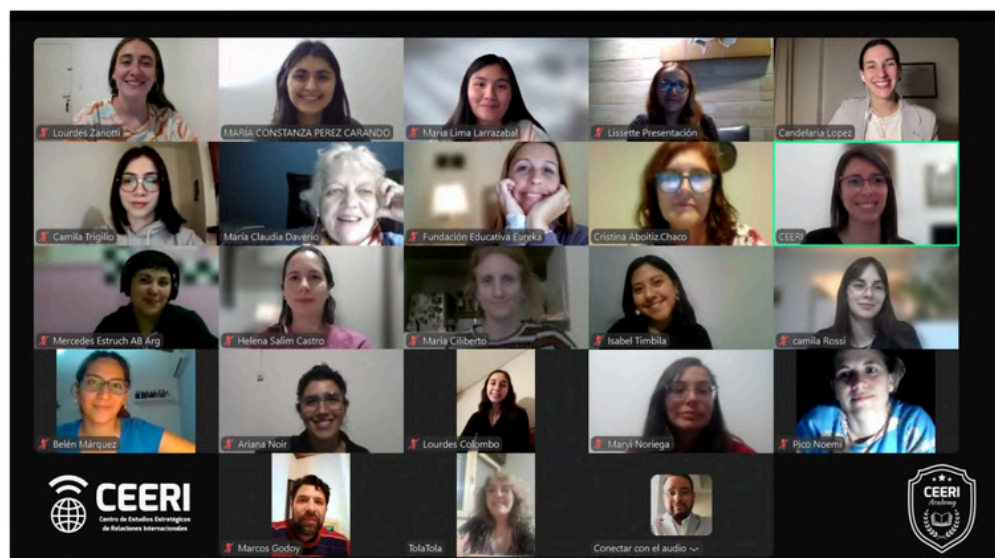 Lourdes Zanotti
MARÍA CONSTANZA PEREZ CARANDO
Maria Lima Larrazabal
Lissette Presentación
Candelaria Lopez
Camila Trigilio
María Claudia Daverio
Fundación Educativa Eureka
Cristina Aboitiz.Chaco
CEERI
Mercedes Estruch AB Arg
Helena Salim Castro
Maria Ciliberto
Isabel Timbila
camila Rossi
Belén Márquez
Ariana Noir
Lourdes Colombo
Maryi Noriega
Pico Noemí
CEERI
Centro de Estudios Estratégicos
de Relaciones Internacionales
Marcos Godoy
TolaTola
Conectar con el audio
CEERI
Academy